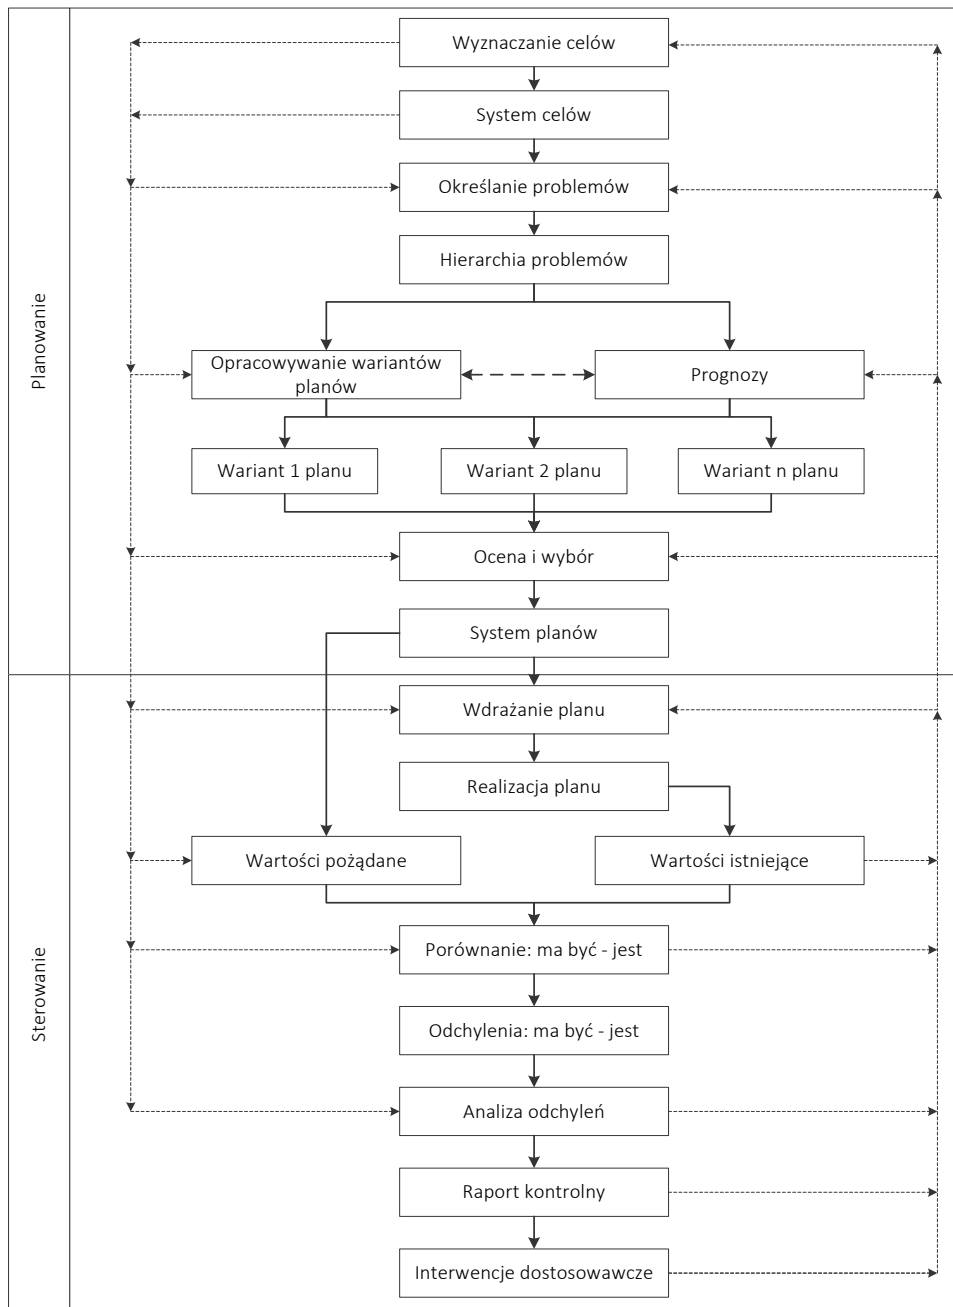 Planowanie
Wyznaczanie celów
System celów
Określanie problemów
Hierarchia problemów
Opracowywanie wariantów
planów
Prognozy
Wariant 1 planu
Wariant 2 planu
Wariant n planu
Ocena i wybór
System planów
Sterowanie
Wdrażanie planu
Realizacja planu
Wartości pożądane
Wartości istniejące
Porównanie: ma być - jest
Odchylenia: ma być - jest
Analiza odchyleń
Raport kontrolny
Interwencje dostosowawcze